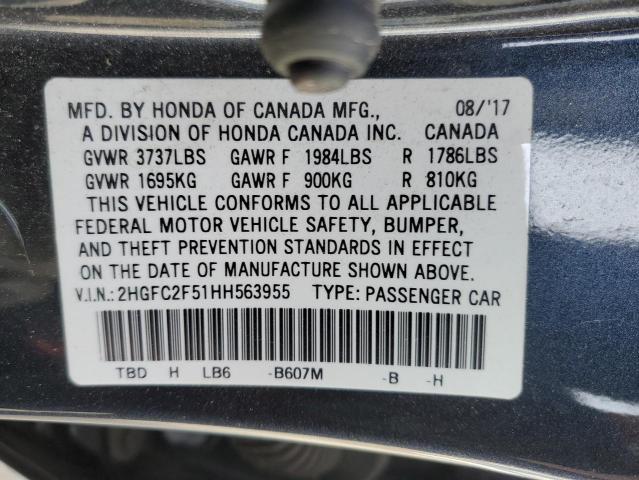 MFD. BY HONDA OF CANADA MFG., 08/'17
A DIVISION OF HONDA CANADA INC. CANADA
GVWR 3737LBS GAWR F 1984LBS R 1786LBS
GVWR 1695KG GAWR F 900KG R 810KG
THIS VEHICLE CONFORMS TO ALL APPLICABLE
FEDERAL MOTOR VEHICLE SAFETY, BUMPER,
AND THEFT PREVENTION STANDARDS IN EFFECT
ON THE DATE OF MANUFACTURE SHOWN ABOVE.
V.I.N.: 2HGFC2F51HH563955 TYPE: PASSENGER CAR
TBD H LB6 -B607M -B -H